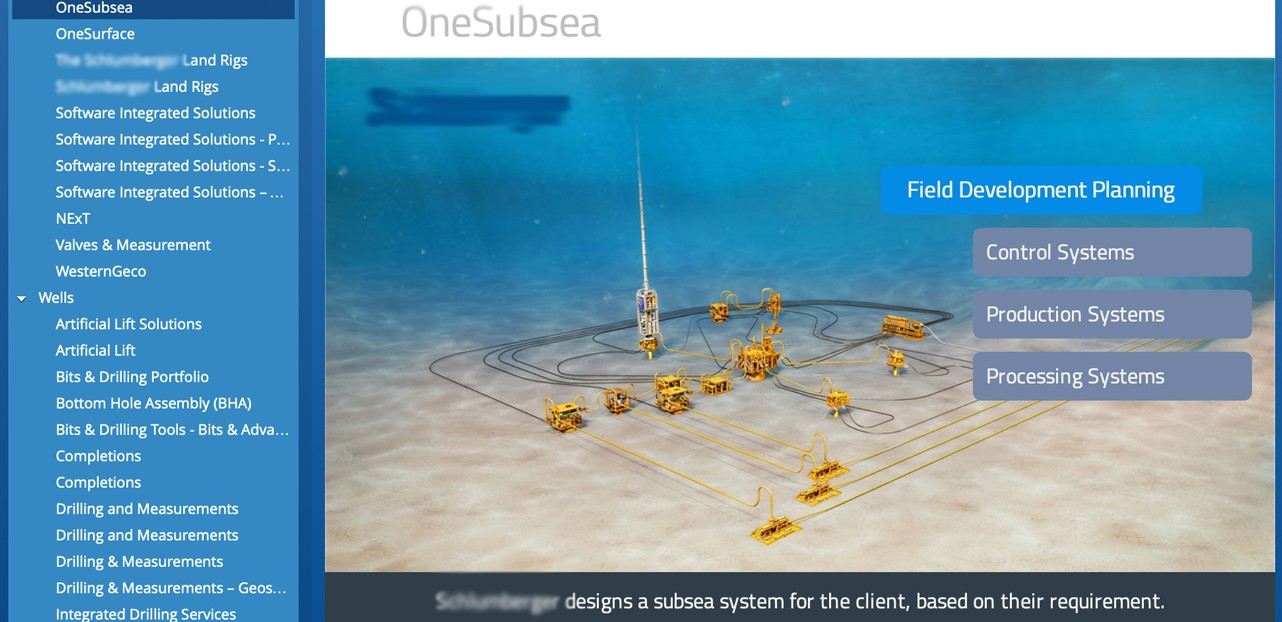 OneSubsea
OneSurface
Land Rigs
Land Rigs
Software Integrated Solutions
Software Integrated Solutions - P...
Software Integrated Solutions - S...
Software Integrated Solutions – ...
NExT
Valves & Measurement
WesternGeco
Wells
Artificial Lift Solutions
Artificial Lift
Bits & Drilling Portfolio
Bottom Hole Assembly (BHA)
Bits & Drilling Tools - Bits & Adva...
Completions
Completions
Drilling and Measurements
Drilling and Measurements
Drilling & Measurements
Drilling & Measurements – Geos...
Integrated Drilling Services
OneSubsea
Field Development Planning
Control Systems
Production Systems
Processing Systems
designs a subsea system for the client, based on their requirement.